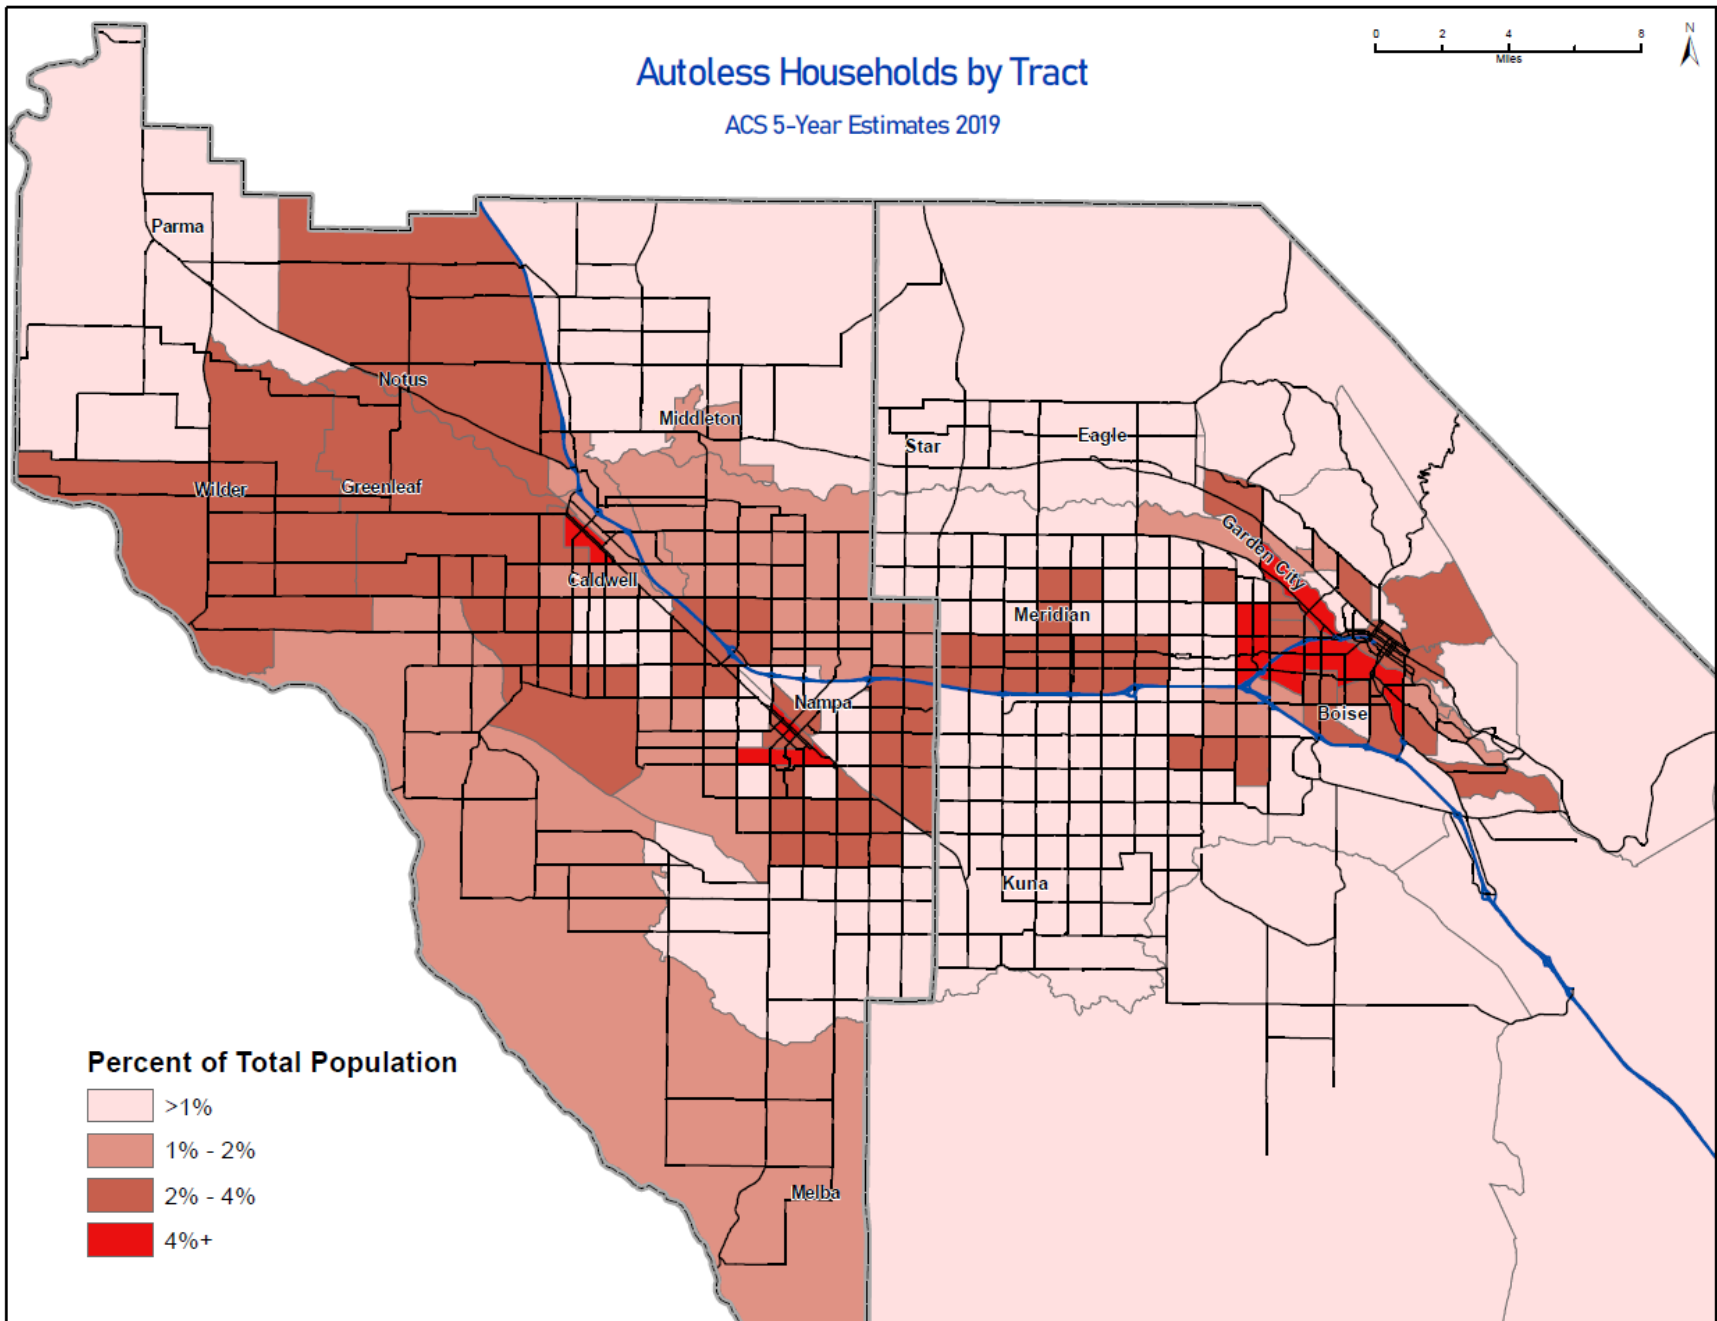 Autoless Households by Tract
ACS 5-Year Estimates 2019
0 2 4 8
Miles
N
Parma
Notus
Middleton
Star
Eagle
Wilder
Greenleaf
Garden City
Caldwell
Meridian
Nampa
Boise
Kuna
Melba
Percent of Total Population
>1%
1% - 2%
2% - 4%
4%+